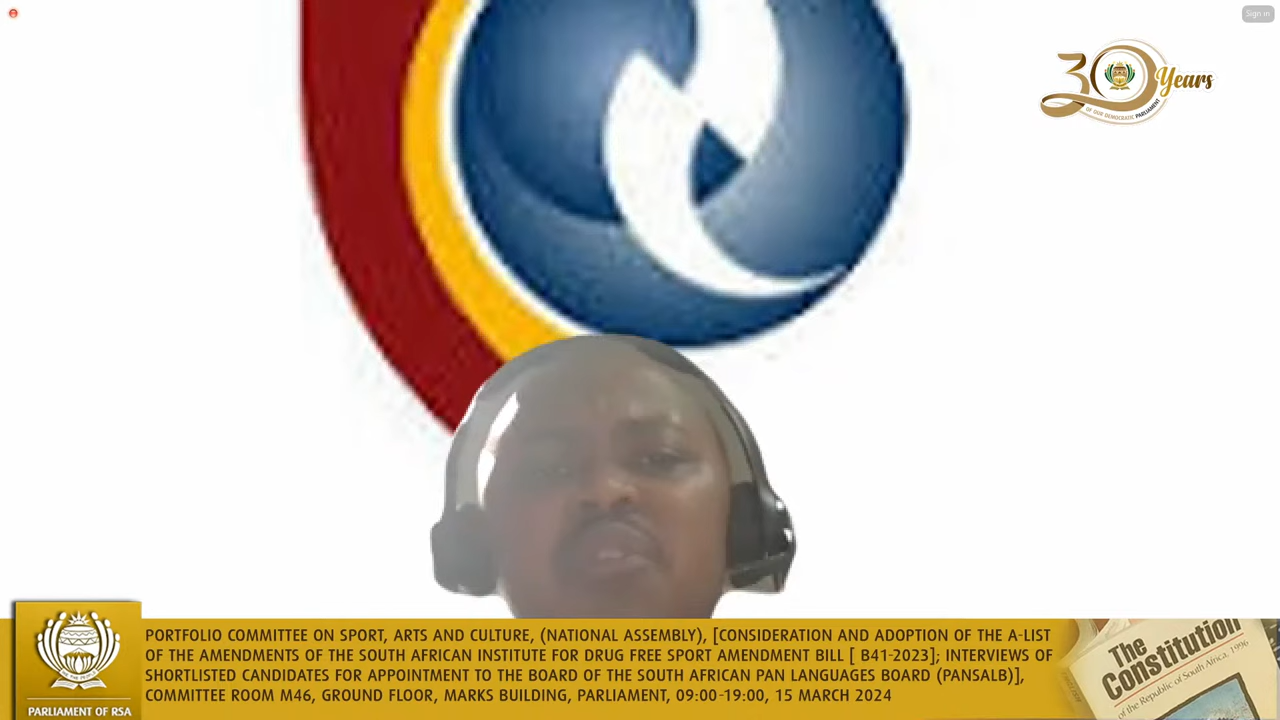 Sign in
30 Years
OF OUR DEMOCRATIC PARLIAMENT
PORTFOLIO COMMITTEE ON SPORT, ARTS AND CULTURE, (NATIONAL ASSEMBLY), [CONSIDERATION AND ADOPTION OF THE A-LIST
OF THE AMENDMENTS OF THE SOUTH AFRICAN INSTITUTE FOR DRUG FREE SPORT AMENDMENT BILL [ B41-2023]; INTERVIEWS OF
SHORTLISTED CANDIDATES FOR APPOINTMENT TO THE BOARD OF THE SOUTH AFRICAN PAN LANGUAGES BOARD (PANSALB)],
COMMITTEE ROOM M46, GROUND FLOOR, MARKS BUILDING, PARLIAMENT, 09:00-19:00, 15 MARCH 2024
PARLIAMENT OF RSA
The
Constitution
of the Republic of South Africa, 1996